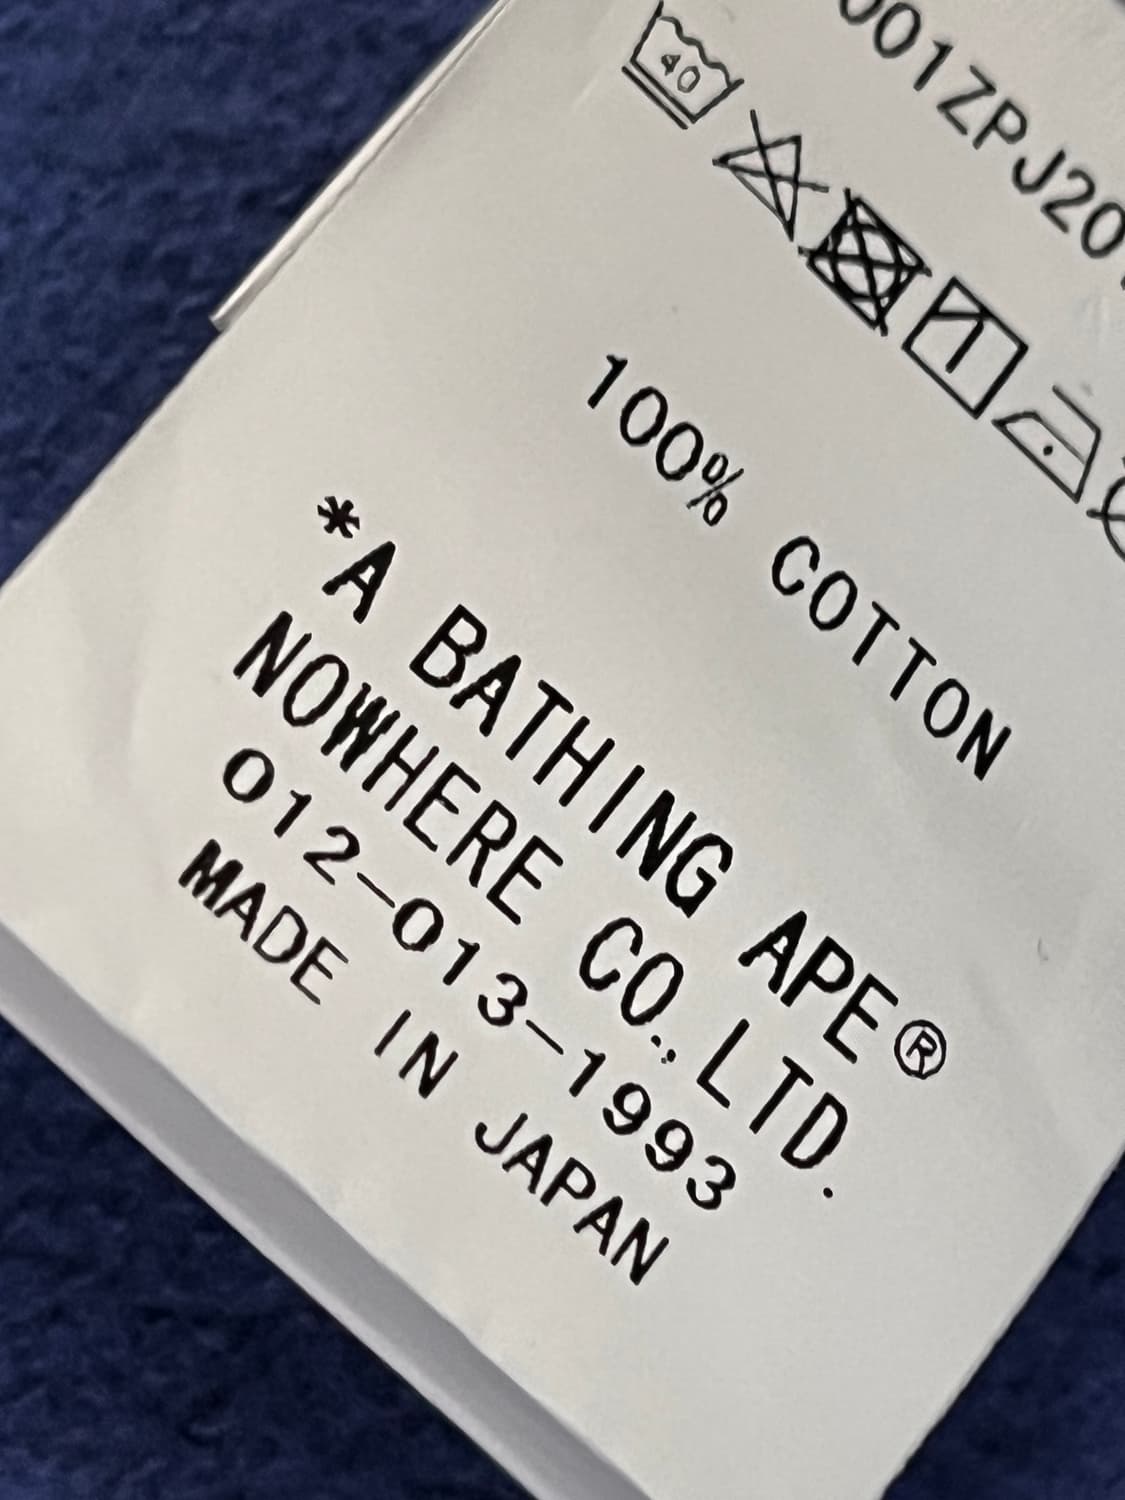 001ZPJ20
40
100% COTTON
*A BATHING APE®
NOWHERE CO., LTD.
012-013-1993
MADE IN JAPAN